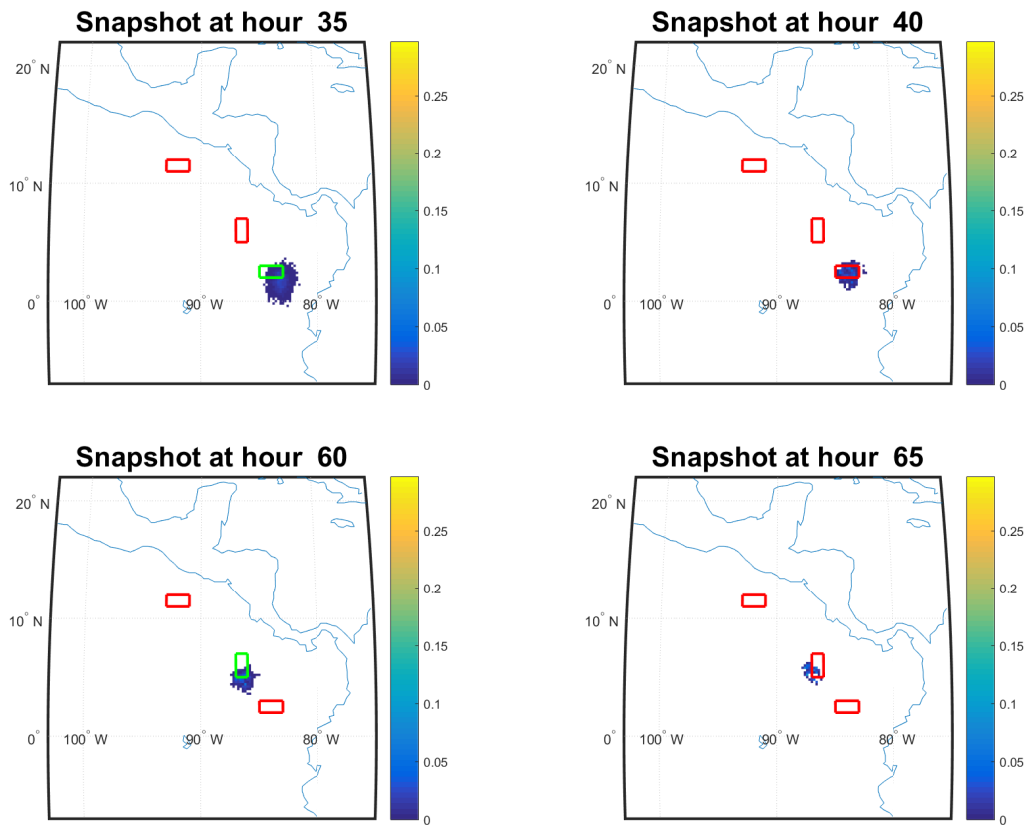 Snapshot at hour 35
20° N
10° N
0°
100° W
90° W
80° W
0.25
0.2
0.15
0.1
0.05
0
Snapshot at hour 40
20° N
10° N
0°
100° W
90° W
80° W
0.25
0.2
0.15
0.1
0.05
0
Snapshot at hour 60
20° N
10° N
0°
100° W
90° W
80° W
0.25
0.2
0.15
0.1
0.05
0
Snapshot at hour 65
20° N
10° N
0°
100° W
90° W
80° W
0.25
0.2
0.15
0.1
0.05
0